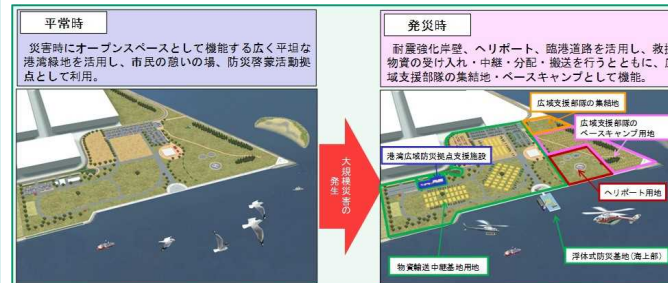 平常時
災害時にオープンスペースとして機能する広く平坦な
港湾緑地を活用し、市民の憩いの場、防災啓蒙活動拠
点として利用。
大規模災害の
発生
発災時
耐震強化岸壁、ヘリポート、臨港道路を活用し、救援
物資の受け入れ・中継・分配・搬送を行うとともに、広
域支援部隊の集結地・ベースキャンプとして機能。
広域支援部隊の集結地
広域支援部隊の
ベースキャンプ用地
港湾広域防災拠点支援施設
ヘリポート用地
物資輸送中継基地用地
浮体式防災基地(海上部)